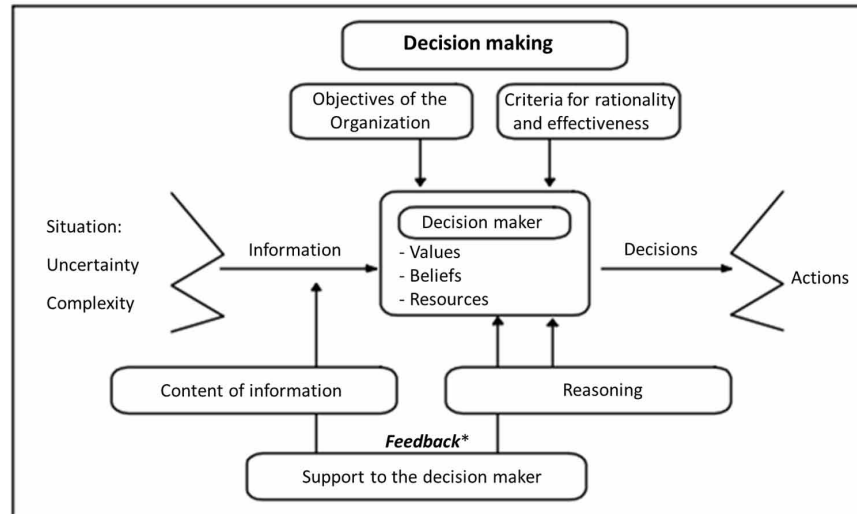 Decision making
Objectives of the
Organization
Criteria for rationality
and effectiveness
Situation:
Uncertainty
Complexity
Information
Decision maker
- Values
- Beliefs
- Resources
Decisions
Actions
Content of information
Reasoning
Feedback*
Support to the decision maker